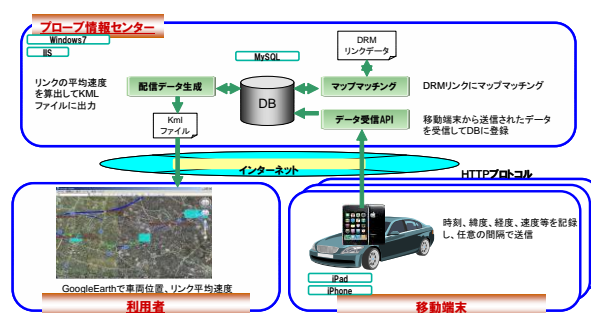 プローブ情報センター
Windows7
IIS
MySQL
DRM
リンクデータ
リンクの平均速度
を算出してKML
ファイルに出力
配信データ生成
DB
マップマッチング
DRMリンクにマップマッチング
Kml
ファイル
データ受信API
移動端末から送信されたデータ
を受信してDBに登録
インターネット
HTTPプロトコル
時刻、緯度、経度、速度等を記録
し、任意の間隔で送信
GoogleEarthで車両位置、リンク平均速度
iPad
iPhone
利用者
移動端末